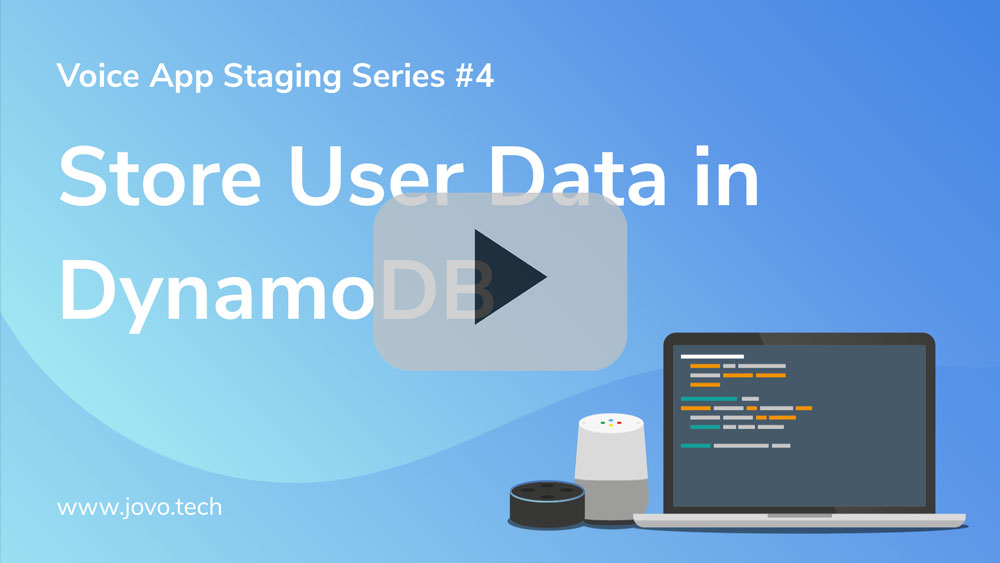 Voice App Staging Series #4
Store User Data in
DynamoDB
www.jovo.tech